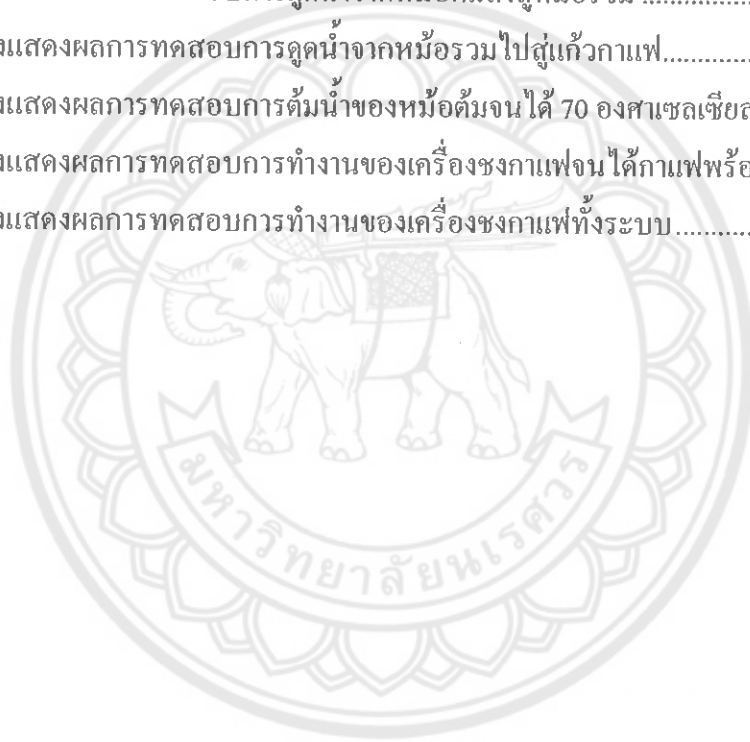 งแสดงผลการทดสอบการดูดน้ำจากหม้อรวมไปสู่แก้วกาแฟ.............
งแสดงผลการทดสอบการต้มน้ำของหม้อต้มจนได้ 70 องศาเซลเซียส
งแสดงผลการทดสอบการทำงานของเครื่องชงกาแฟจนได้กาแฟพร้อ
งแสดงผลการทดสอบการทำงานของเครื่องชงกาแฟทั้งระบบ...........
มหาวิทยาลัยนเรศวร